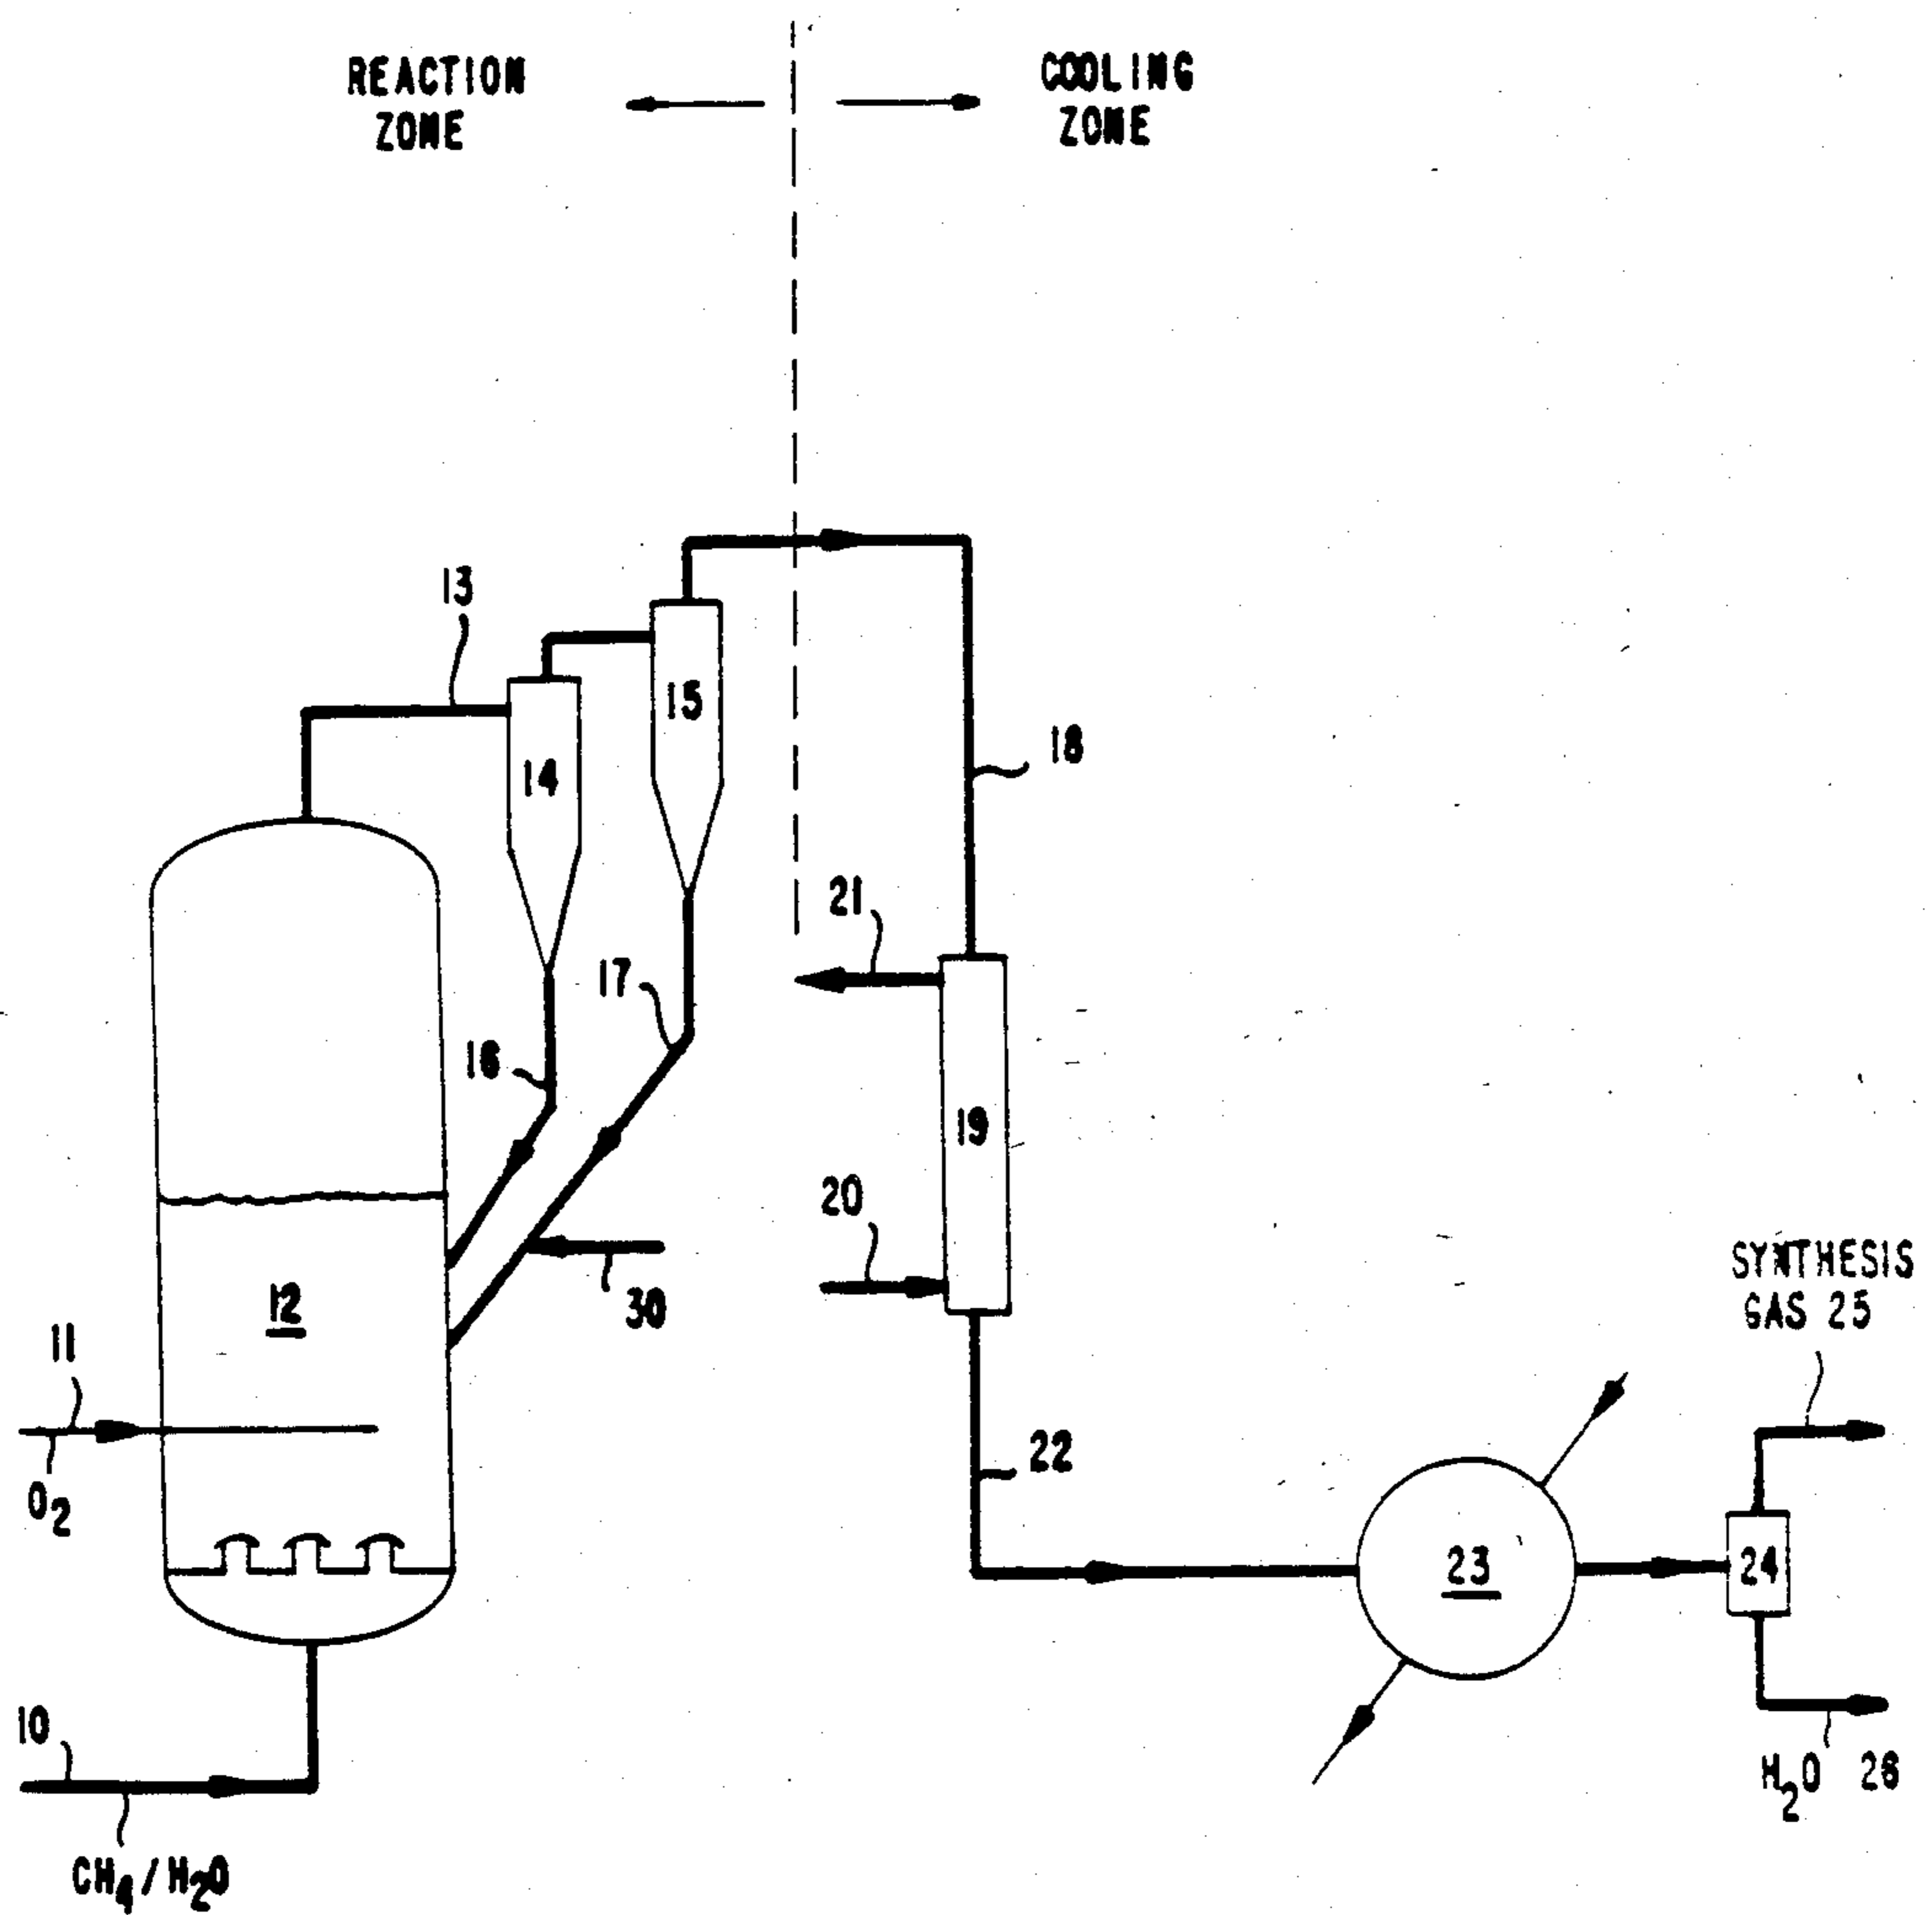 REACTION
ZONE
COOLING
ZONE
13
15
14
18
21
17
16
19
20
12
30
11
O2
SYNTHESIS
GAS 25
22
23
24
10
H2O 26
CH4/H2O